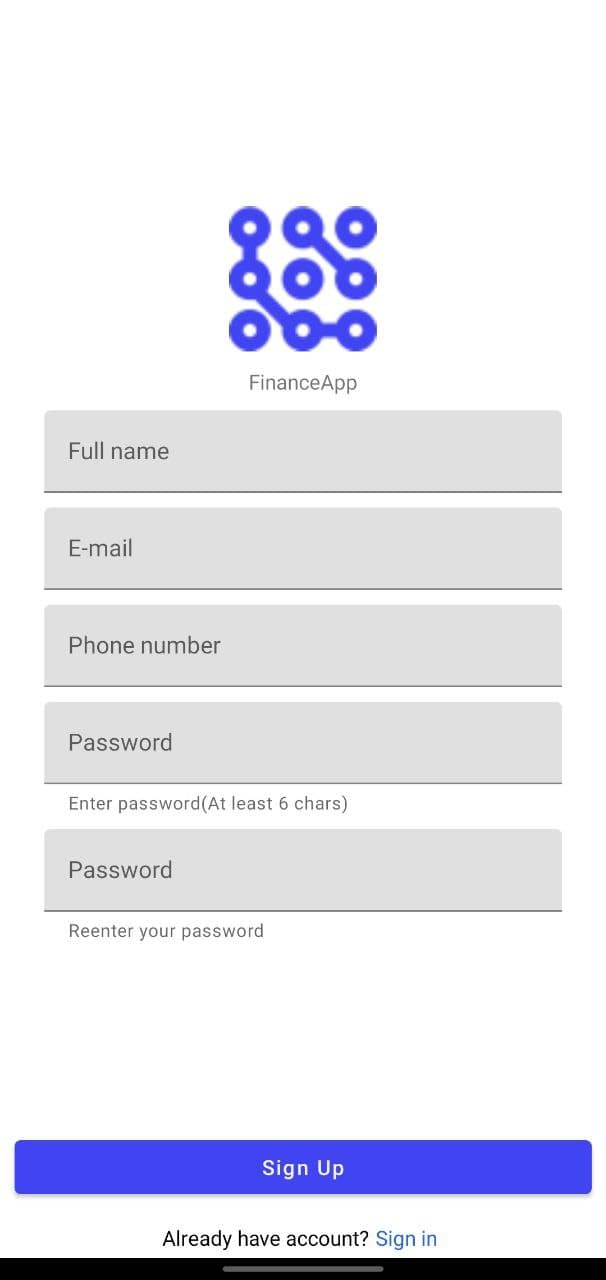 FinanceApp
Full name
E-mail
Phone number
Password
Enter password(At least 6 chars)
Password
Reenter your password
Sign Up
Already have account? Sign in